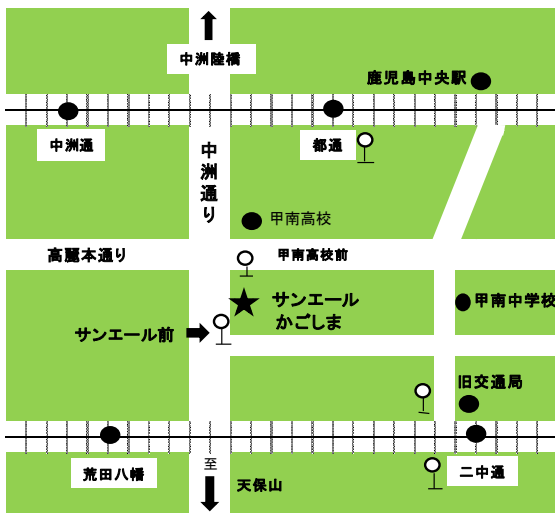 中洲陸橋
鹿児島中央駅
中洲通
都通
中洲通り
甲南高校
高麗本通り
甲南高校前
サンエール
かごしま
甲南中学校
サンエール前
旧交通局
荒田八幡
至
天保山
二中通